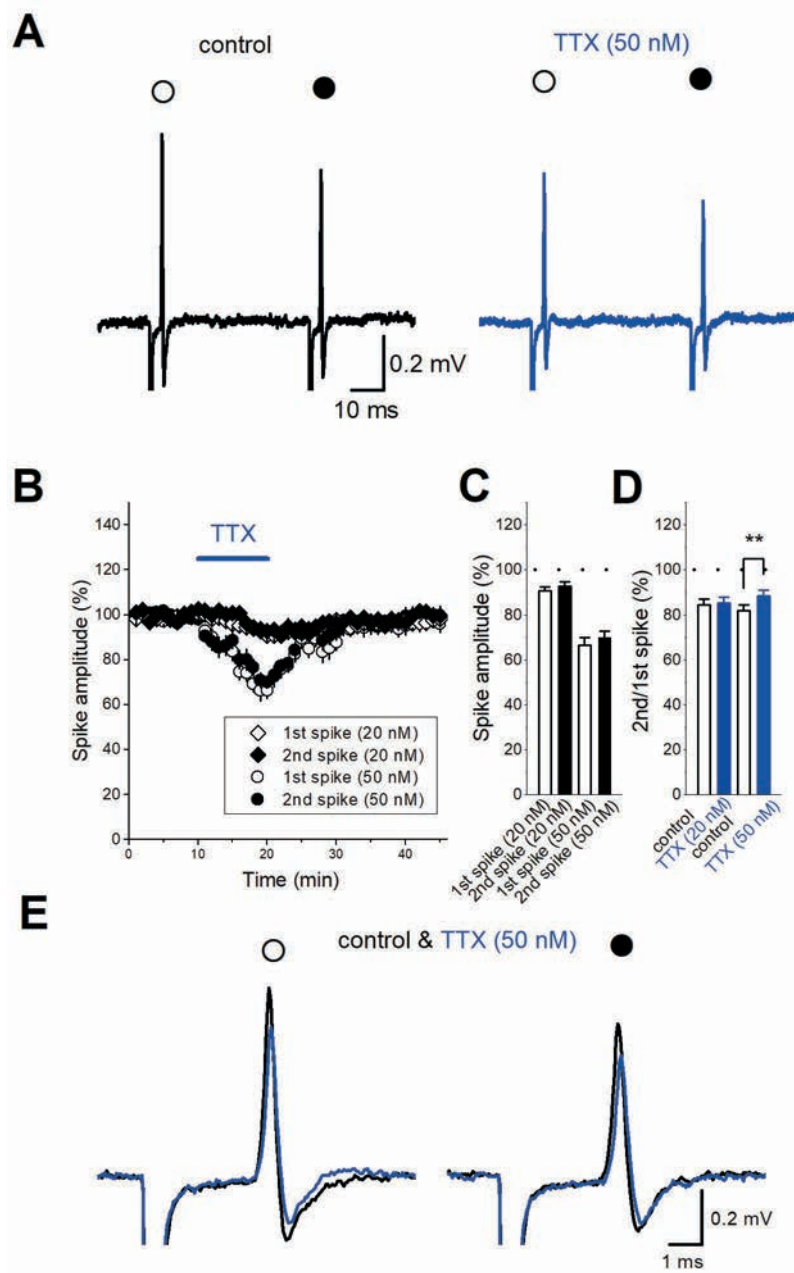 A
control
TTX (50 nM)
0.2 mV
10 ms
B
TTX
Spike amplitude (%)
140
120
100
80
60
40
20
0
1st spike (20 nM)
2nd spike (20 nM)
1st spike (50 nM)
2nd spike (50 nM)
0
10
20
30
40
Time (min)
C
Spike amplitude (%)
120
100
80
60
40
20
0
1st spike (20 nM)
2nd spike (20 nM)
1st spike (50 nM)
2nd spike (50 nM)
D
2nd/1st spike (%)
120
100
80
60
40
20
0
**
control
TTX (20 nM)
control
TTX (50 nM)
E
control & TTX (50 nM)
0.2 mV
1 ms